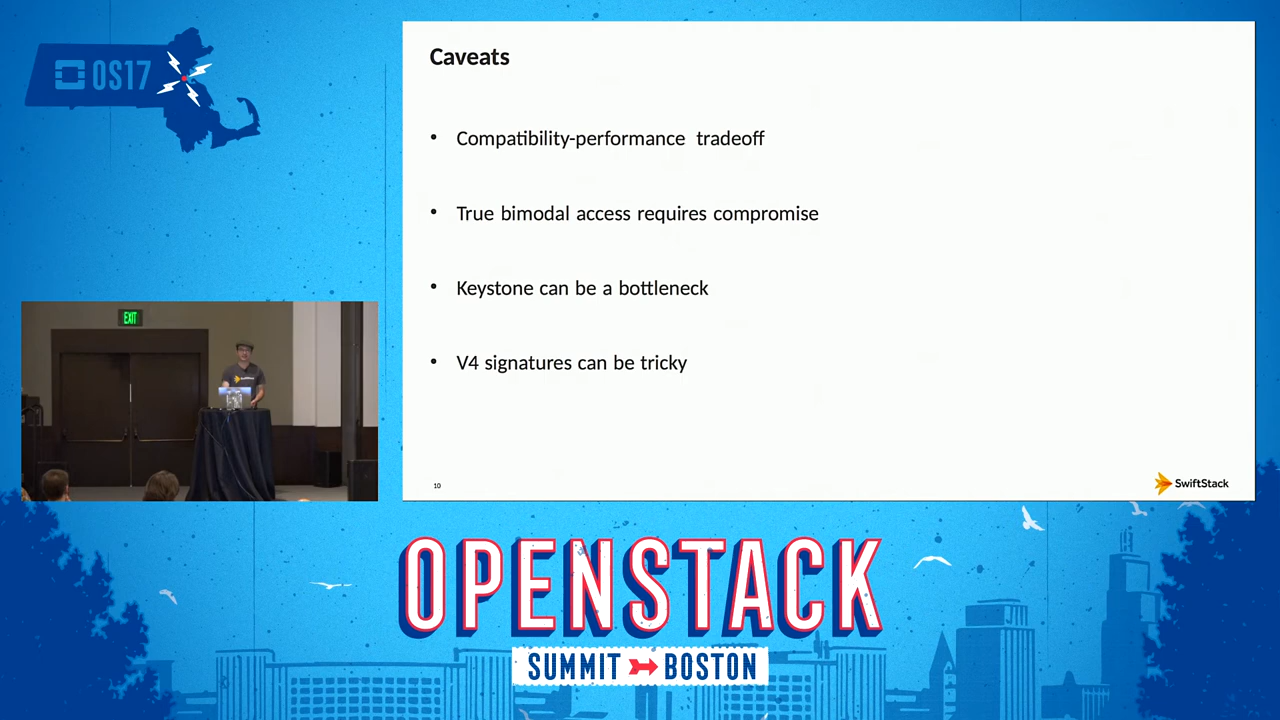 OS17
EXIT
Caveats
• Compatibility-performance tradeoff
• True bimodal access requires compromise
• Keystone can be a bottleneck
• V4 signatures can be tricky
10
SwiftStack
OPENSTACK
SUMMIT BOSTON